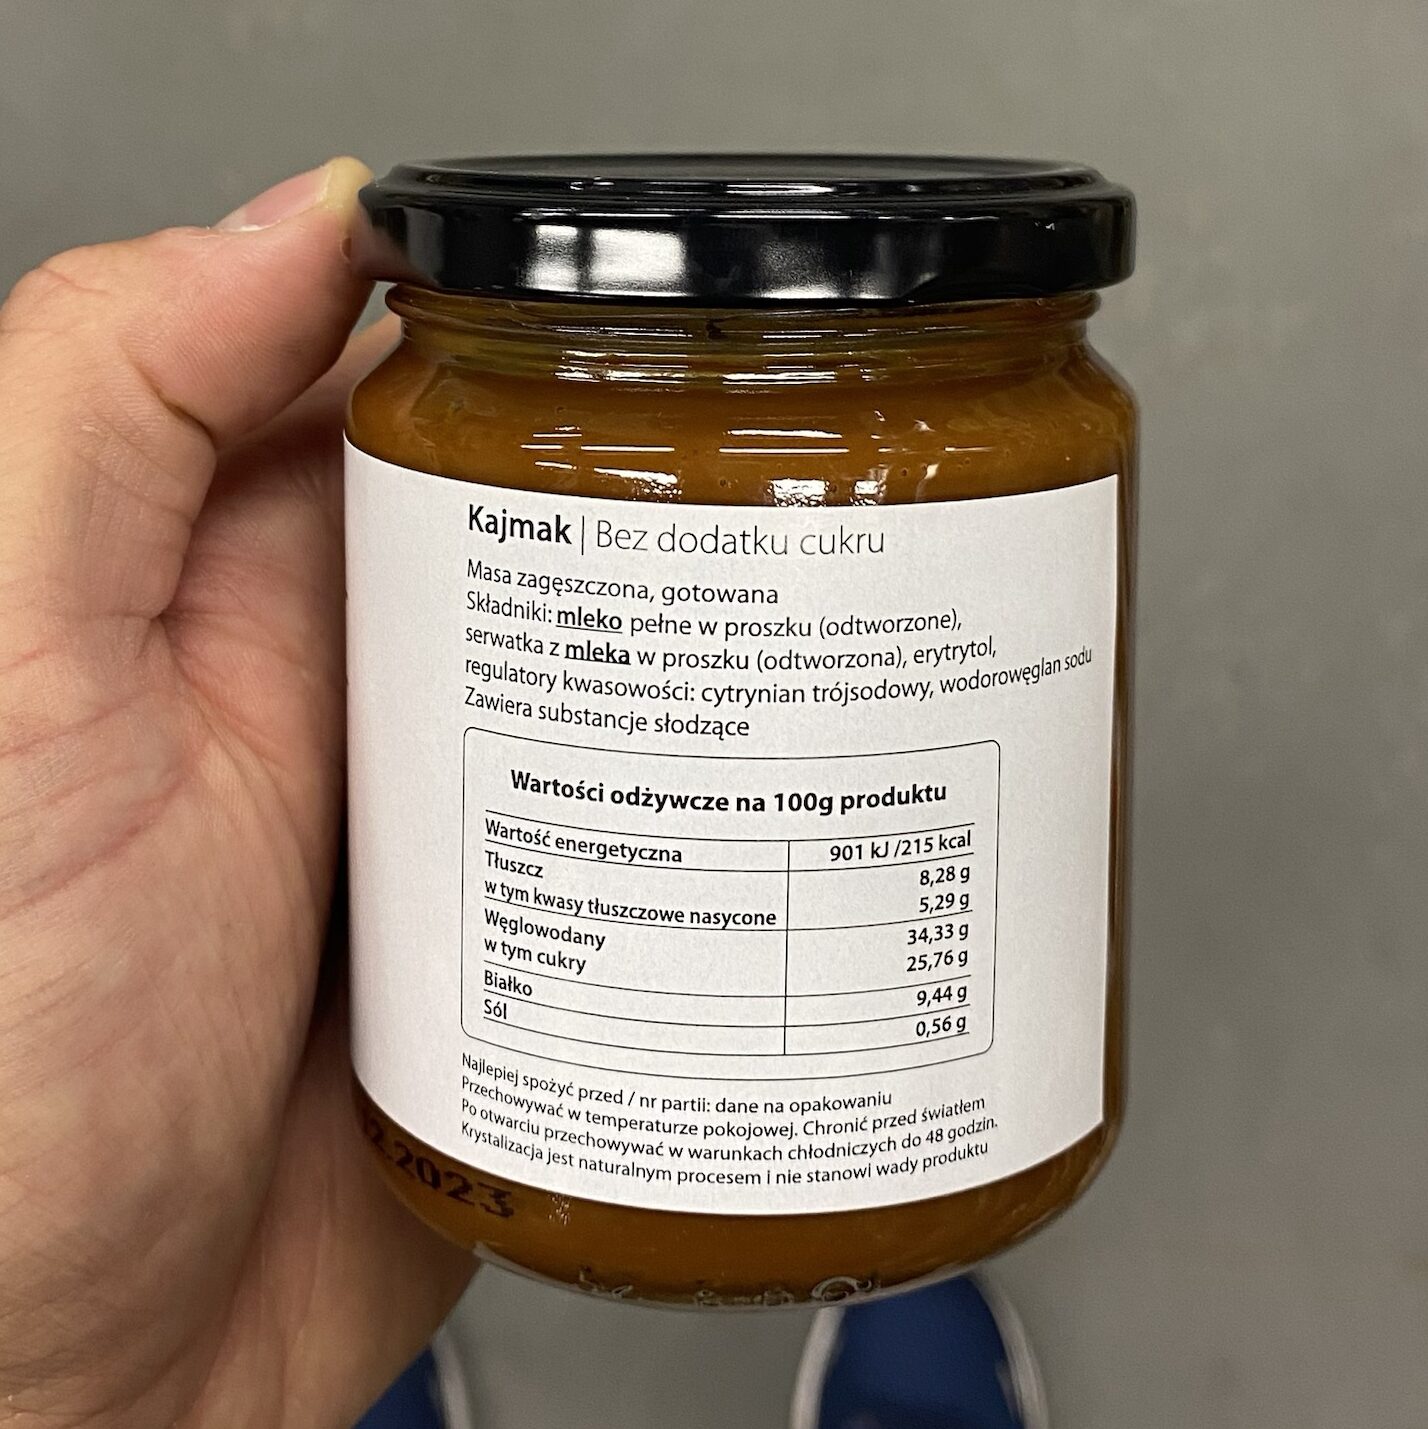 Kajmak | Bez dodatku cukru
Masa zagęszczona, gotowana
Składniki: mleko pełne w proszku (odtworzone),
serwatka z mleka w proszku (odtworzona), erytrytol,
regulatory kwasowości: cytrynian trójsodowy, wodorowęglan sodu
Zawiera substancje słodzące
Wartości odżywcze na 100g produktu
Wartość energetyczna 901 kJ /215 kcal
Tłuszcz 8,28 g
w tym kwasy tłuszczowe nasycone 5,29 g
Węglowodany 34,33 g
w tym cukry 25,76 g
Białko 9,44 g
Sól 0,56 g
Najlepiej spożyć przed / nr partii: dane na opakowaniu
Przechowywać w temperaturze pokojowej. Chronić przed światłem
Po otwarciu przechowywać w warunkach chłodniczych do 48 godzin.
Krystalizacja jest naturalnym procesem i nie stanowi wady produktu
2.2023